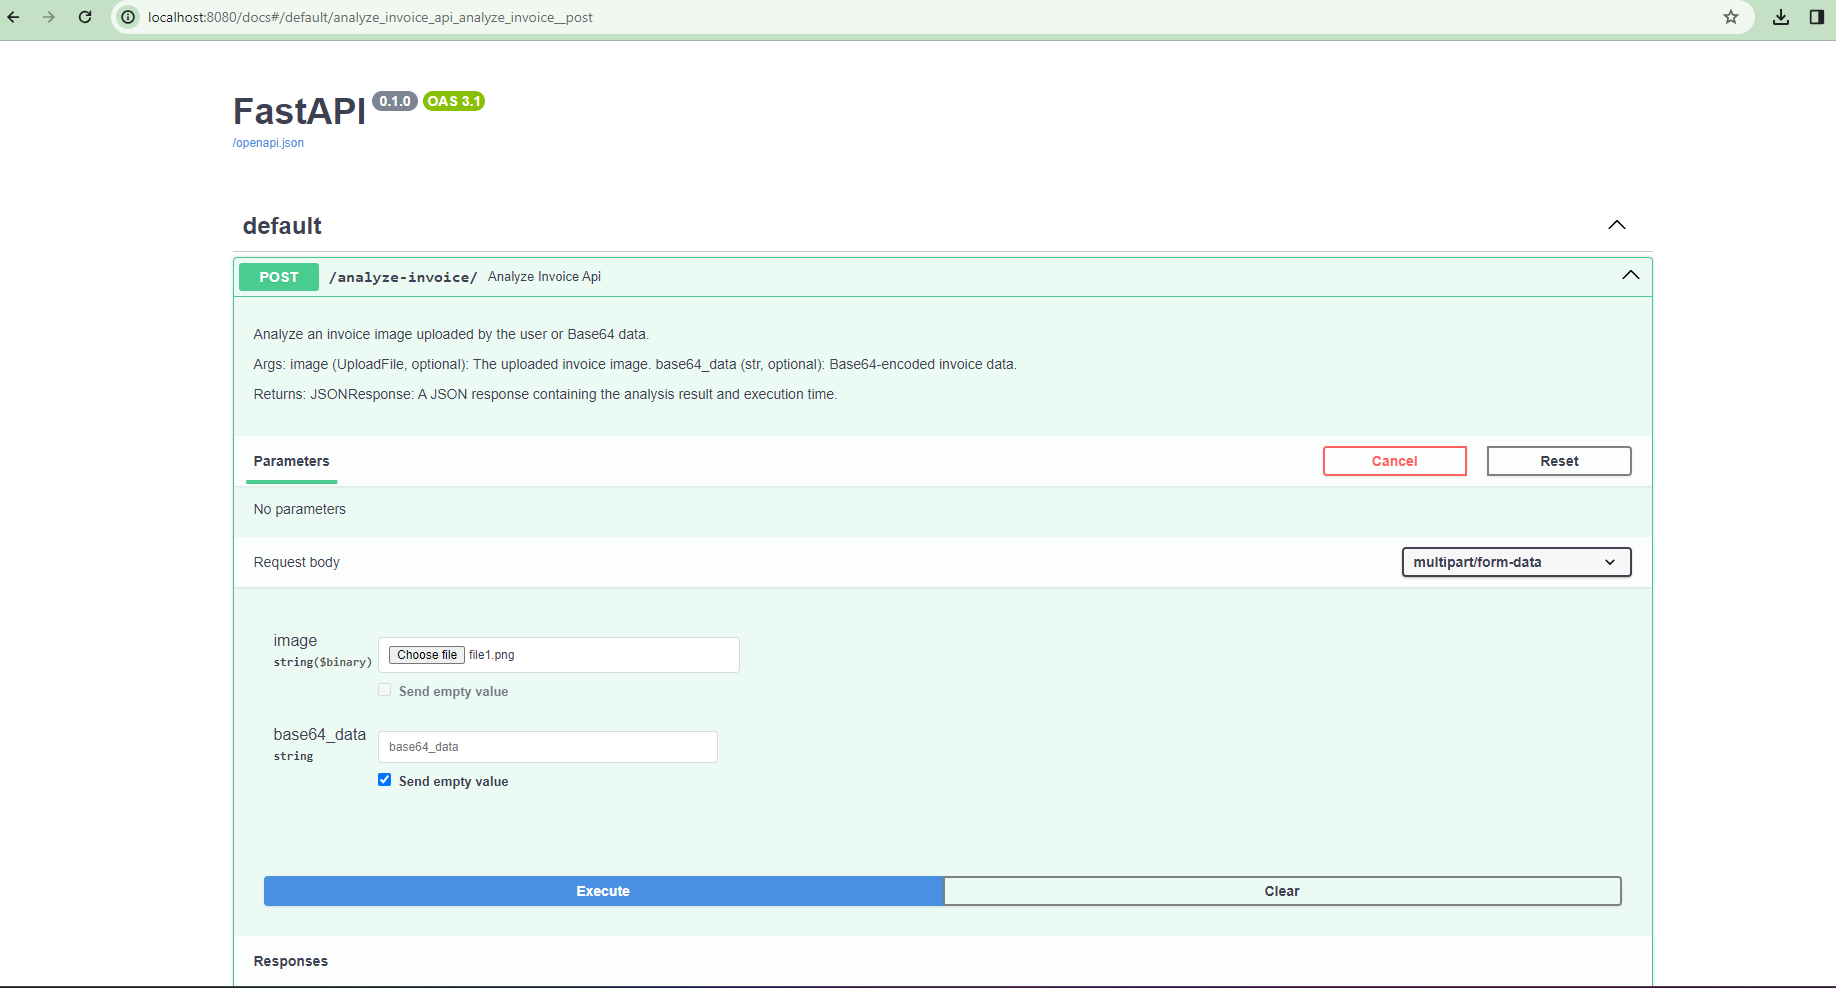 localhost:8080/docs#/default/analyze_invoice_api_analyze_invoice__post
FastAPI 0.1.0 OAS 3.1
/openapi.json
default
POST /analyze-invoice/ Analyze Invoice Api
Analyze an invoice image uploaded by the user or Base64 data.
Args: image (UploadFile, optional): The uploaded invoice image. base64_data (str, optional): Base64-encoded invoice data.
Returns: JSONResponse: A JSON response containing the analysis result and execution time.
Parameters Cancel Reset
No parameters
Request body multipart/form-data
image
string($binary) Choose file file1.png
Send empty value
base64_data
string base64_data
Send empty value
Execute Clear
Responses